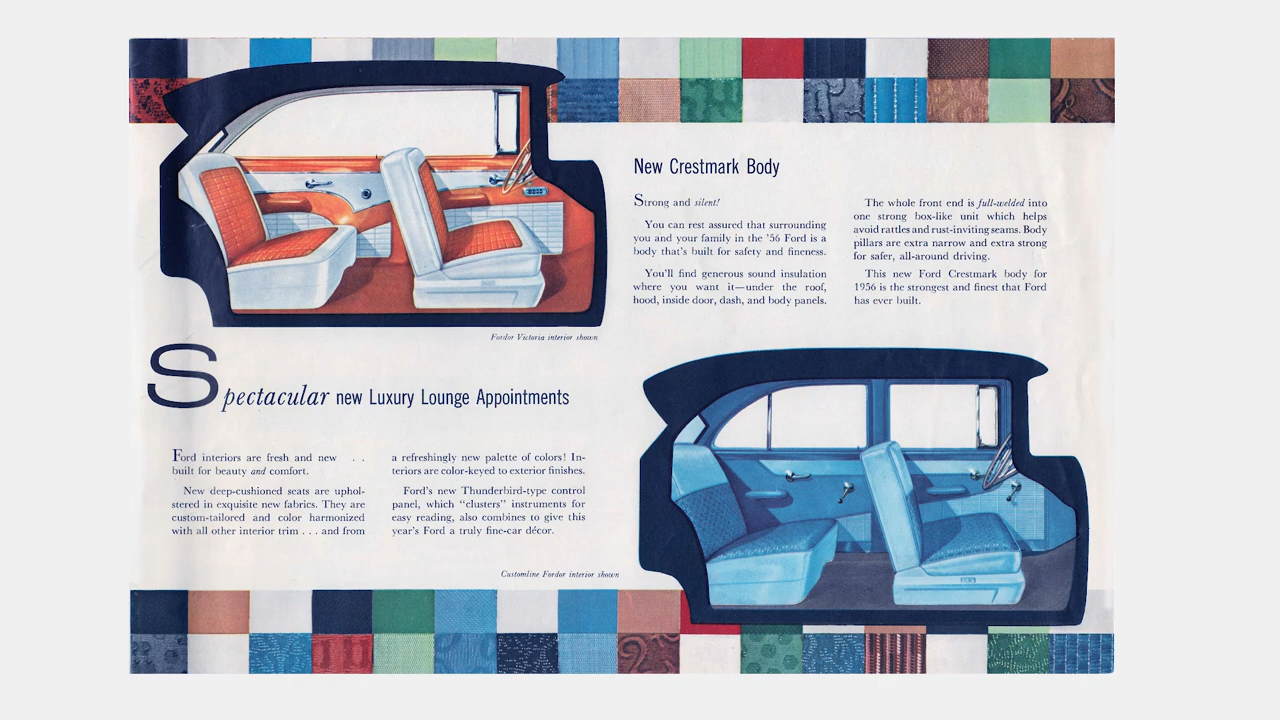 New Crestmark Body
Strong and silent!
You can rest assured that surrounding
you and your family in the '56 Ford is a
body that's built for safety and fineness.
You'll find generous sound insulation
where you want it—under the roof,
hood, inside door, dash, and body panels.
The whole front end is full-welded into
one strong box-like unit which helps
avoid rattles and rust-inviting seams. Body
pillars are extra narrow and extra strong
for safer, all-around driving.
This new Ford Crestmark body for
1956 is the strongest and finest that Ford
has ever built.
Fordor Victoria interior shown
Spectacular new Luxury Lounge Appointments
Ford interiors are fresh and new . .
built for beauty and comfort.
New deep-cushioned seats are uphol-
stered in exquisite new fabrics. They are
custom-tailored and color harmonized
with all other interior trim . . . and from
a refreshingly new palette of colors! In-
teriors are color-keyed to exterior finishes.
Ford's new Thunderbird-type control
panel, which "clusters" instruments for
easy reading, also combines to give this
year's Ford a truly fine-car décor.
Customline Fordor interior shown